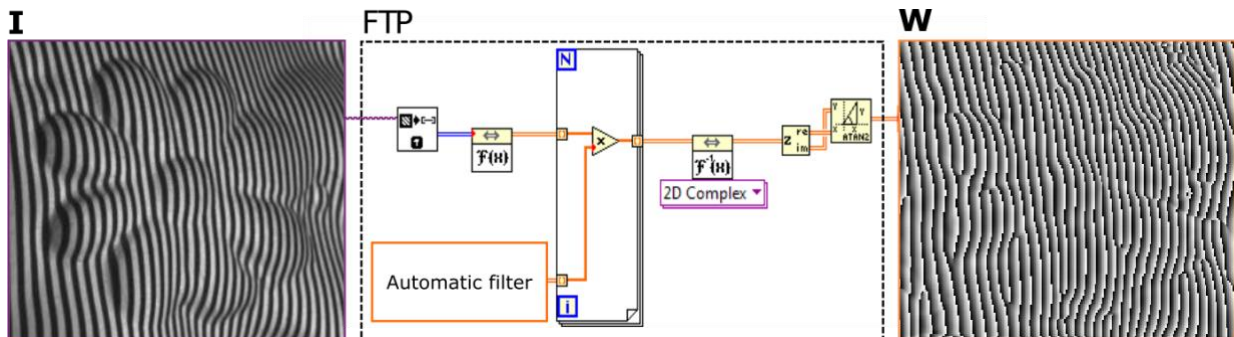 I
FTP
W
N
F(x)
x
F⁻¹(x)
2D Complex
z re
im
Y
Y
X X
ATAN2
Automatic filter
i